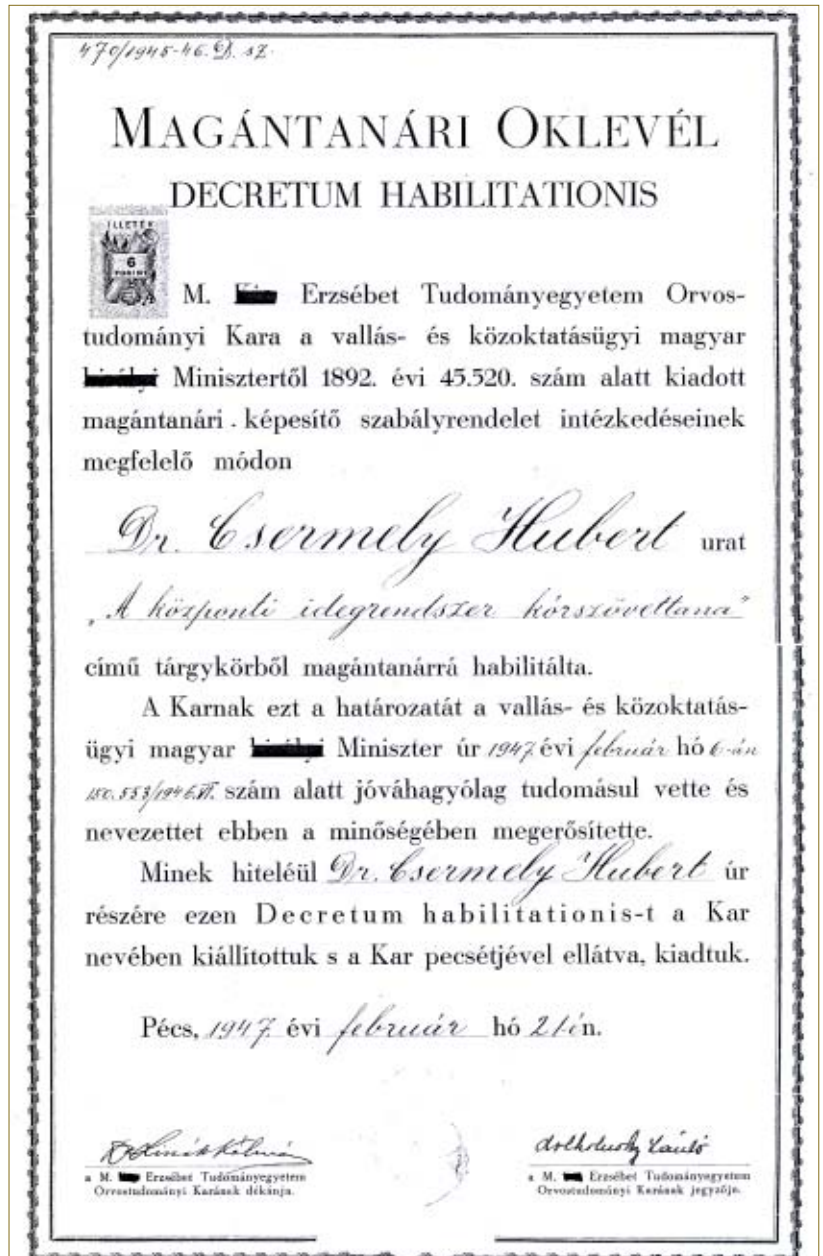 470/1945-46. D. sz.
MAGÁNTANÁRI OKLEVÉL
DECRETUM HABILITATIONIS
ILLETÉK
6
FORINT
M. Erzsébet Tudományegyetem Orvos-
tudományi Kara a vallás- és közoktatásügyi magyar
Minisztertől 1892. évi 45.520. szám alatt kiadott
magántanári képesítő szabályrendelet intézkedéseinek
megfelelő módon
Dr. Csermely Hubert urat
„A központi idegrendszer kórszövettana"
című tárgykörből magántanárrá habilitálta.
A Karnak ezt a határozatát a vallás- és közoktatás-
ügyi magyar Miniszter úr 1947 évi február hó 6-án
szám alatt jóváhagyólag tudomásul vette és
nevezettet ebben a minőségében megerősítette.
Minek hiteléül Dr. Csermely Hubert úr
részére ezen Decretum habilitationis-t a Kar
nevében kiállítottuk s a Kar pecsétjével ellátva, kiadtuk.
Pécs, 1947. évi február hó 21-én.
a M. Erzsébet Tudományegyetem
Orvostudományi Karának dékánja.
a M. Erzsébet Tudományegyetem
Orvostudományi Karának jegyzője.